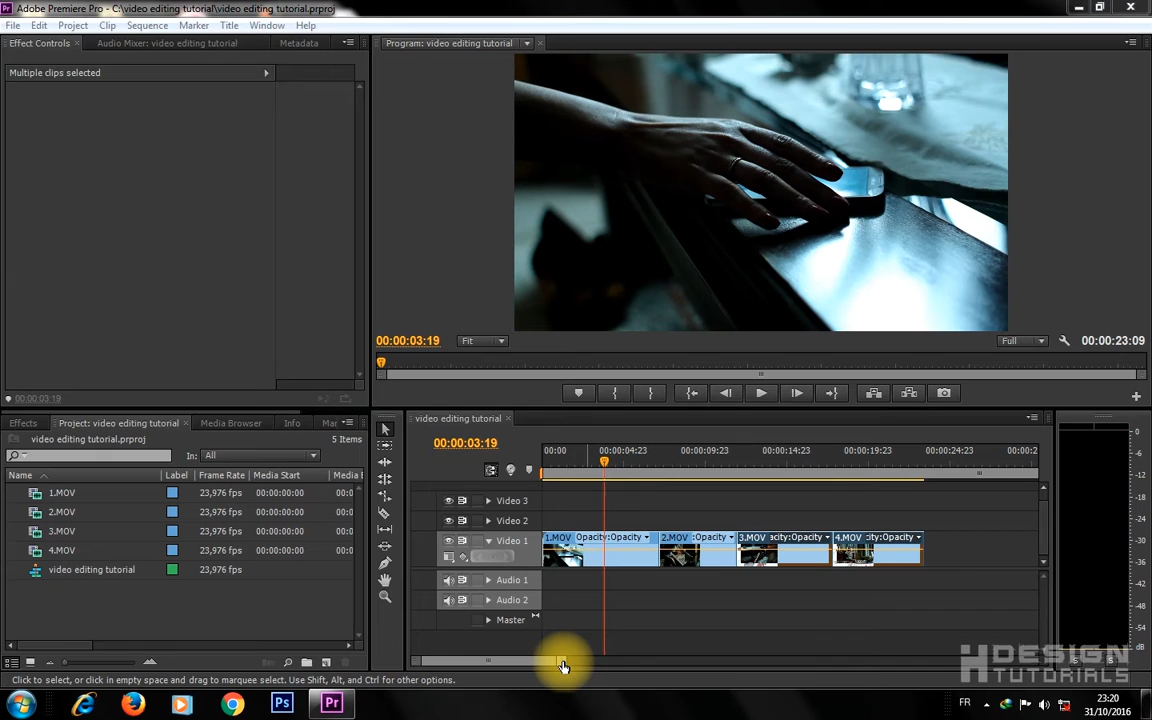 Adobe Premiere Pro - C:\video editing tutorial\video editing tutorial.prproj
File Edit Project Clip Sequence Marker Title Window Help
Effect Controls Audio Mixer: video editing tutorial Metadata
Program: video editing tutorial
Multiple clips selected
00:00:03:19 Fit Full 00:00:23:09
00:00:03:19
Effects Project: video editing tutorial Media Browser Info Mar
video editing tutorial.prproj 5 Items
In: All
Name Label Frame Rate Media Start Media E
1.MOV 23,976 fps 00:00:00:00 00:0
2.MOV 23,976 fps 00:00:00:00 00:0
3.MOV 23,976 fps 00:00:00:00 00:0
4.MOV 23,976 fps 00:00:00:00 00:0
video editing tutorial 23,976 fps
video editing tutorial
00:00:03:19
00:00 00:00:04:23 00:00:09:23 00:00:14:23 00:00:19:23 00:00:24:23 00:00:2
Video 3
Video 2
Video 1
1.MOV Opacity:Opacity 2.MOV :Opacity 3.MOV acity:Opacity 4.MOV ity:Opacity
Audio 1
Audio 2
Master
0
-6
-12
-18
-24
-30
-36
-42
-48
-54
dB
S S
HDESIGN
TUTORIALS
Click to select, or click in empty space and drag to marquee select. Use Shift, Alt, and Ctrl for other options.
Ps Pr
FR 23:20
31/10/2016